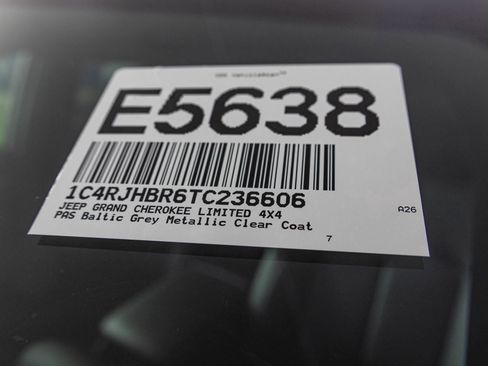 E5638
1C4RJHBR6TC236606
JEEP GRAND CHEROKEE LIMITED 4X4
PAS Baltic Grey Metallic Clear Coat
A26
7